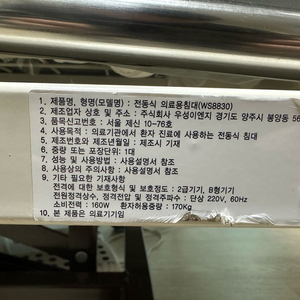 1. 제품명, 형명(모델명) : 전동식 의료용침대(WS8830)
2. 제조업자 상호 및 주소 : 주식회사 우성이엔지 경기도 양주시 봉양동 56
3. 품목신고번호 : 서울 제신 10-76호
4. 사용목적 : 의료기관에서 환자 진료에 사용하는 전동식 침대
5. 제조번호와 제조년월일 : 제조시 기재
6. 중량 또는 포장단위 : 1대
7. 성능 및 사용방법 : 사용설명서 참조
8. 사용상의 주의사항 : 사용설명서 참조
9. 기타 필요한 기재사항
전격에 대한 보호형식 및 보호정도 : 2급기기, B형기기
전원정격상수, 정격전압 및 정격주파수 : 단상 220V, 60Hz
소비전력 : 160W 환자허용중량 : 170Kg
10. 본 제품은 의료기기임